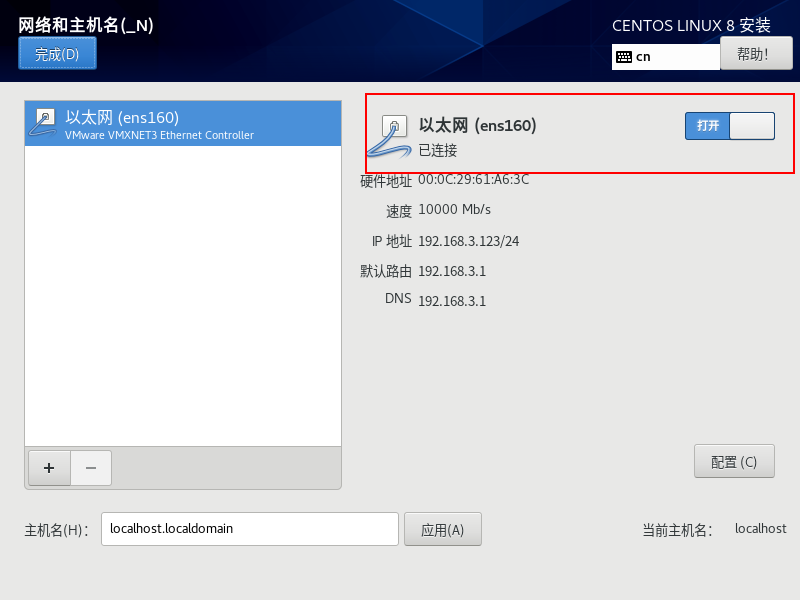 网络和主机名(_N)
CENTOS LINUX 8 安装
完成(D)
cn
帮助!
以太网 (ens160)
VMware VMXNET3 Ethernet Controller
以太网 (ens160)
已连接
打开
硬件地址 00:0C:29:61:A6:3C
速度 10000 Mb/s
IP 地址 192.168.3.123/24
默认路由 192.168.3.1
DNS 192.168.3.1
+ −
配置 (C)
主机名(H): localhost.localdomain 应用(A) 当前主机名: localhost